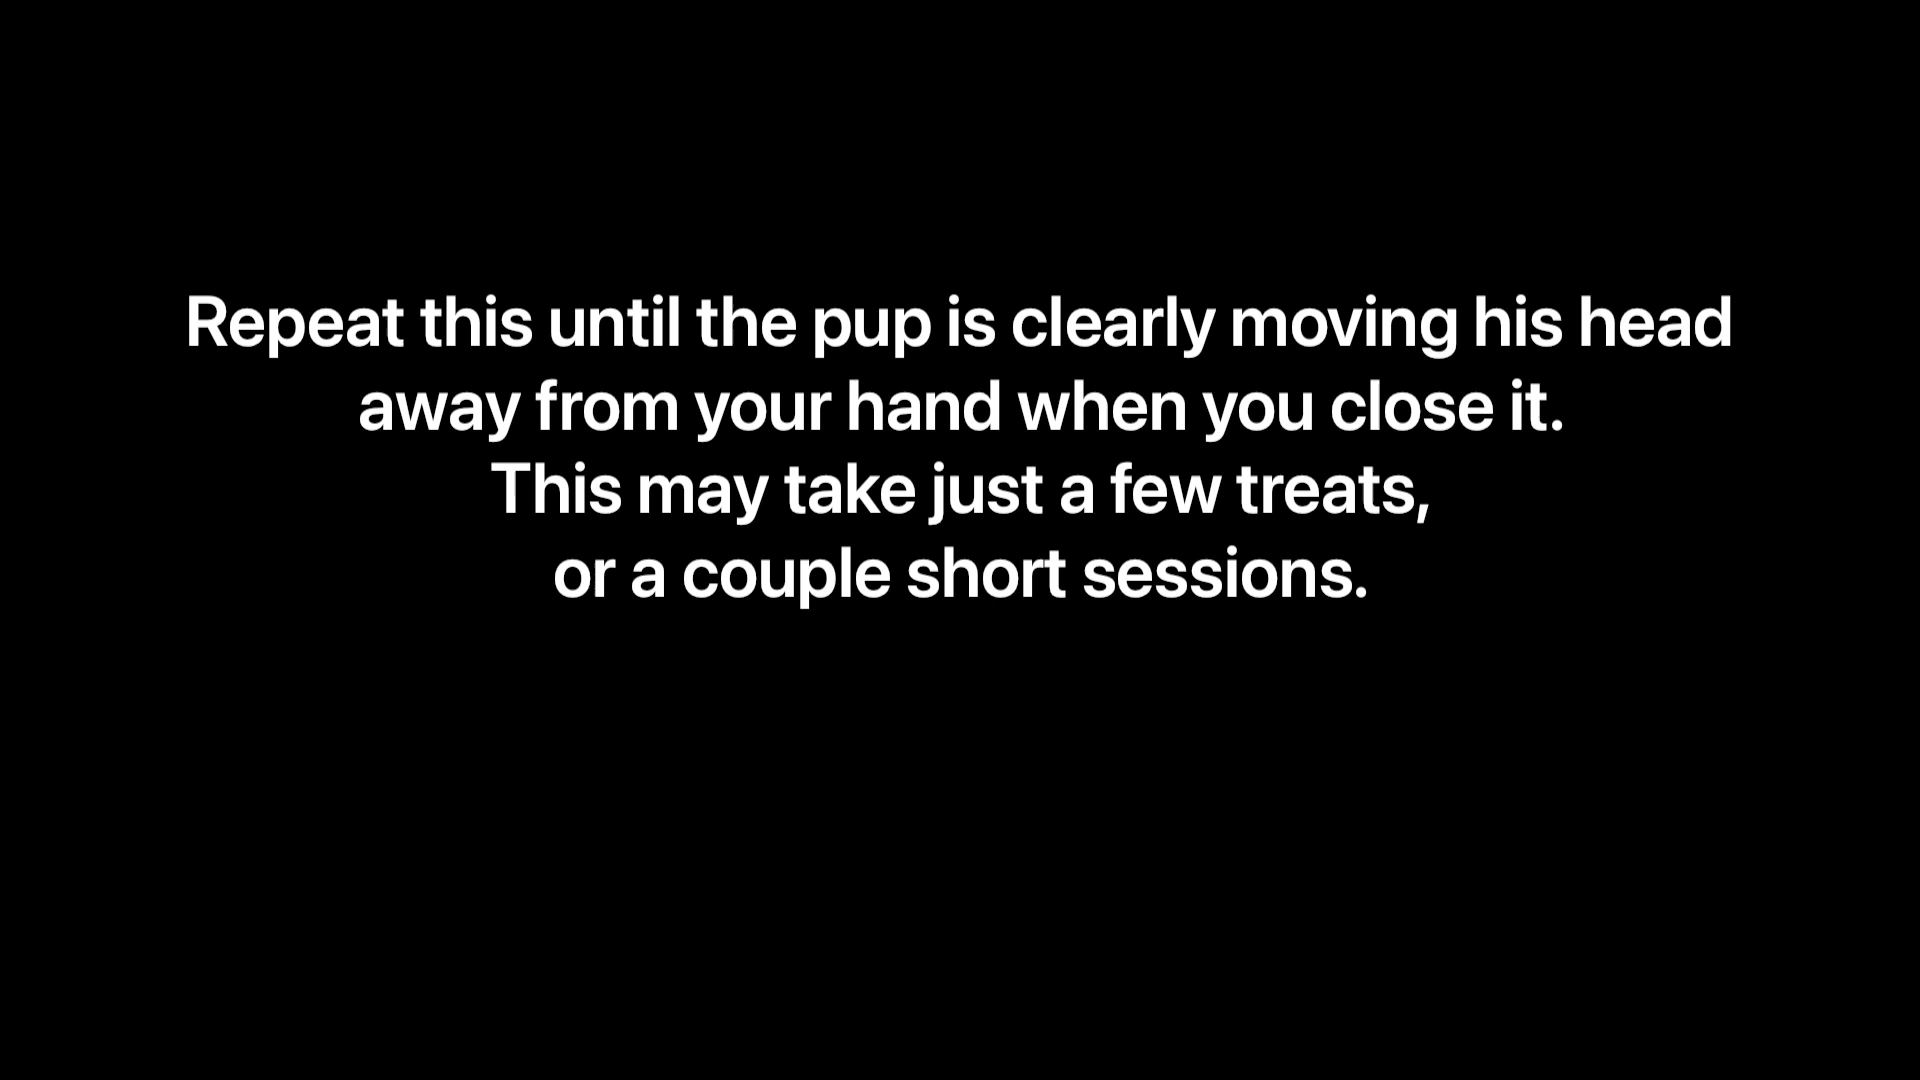 Repeat this until the pup is clearly moving his head
away from your hand when you close it.
This may take just a few treats,
or a couple short sessions.